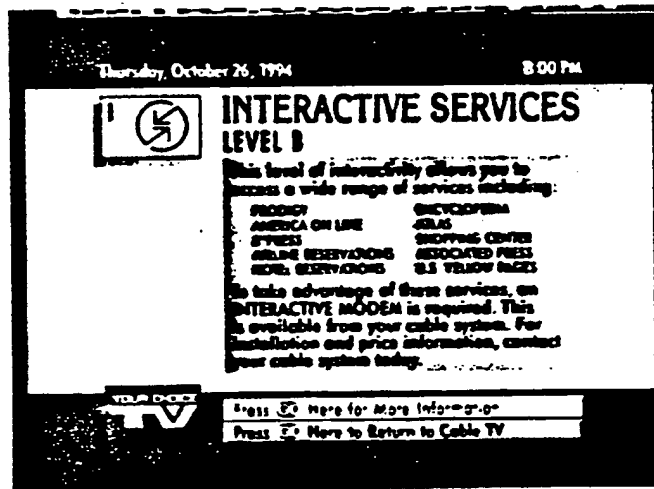 Thursday, October 26, 1994 8:00 PM
INTERACTIVE SERVICES
LEVEL B
This level of interactivity allows you to
access a wide range of services including:
PRODIGY ENCYCLOPEDIA
AMERICA ON LINE ATLAS
X*PRESS SHOPPING CENTER
AIRLINE RESERVATIONS ASSOCIATED PRESS
HOTEL RESERVATIONS U.S YELLOW PAGES
To take advantage of these services, an
INTERACTIVE MODEM is required. This
is available from your cable system. For
installation and price information, contact
your cable system today.
YOUR CHOICE
TV
Press Here for More Information
Press Here to Return to Cable TV